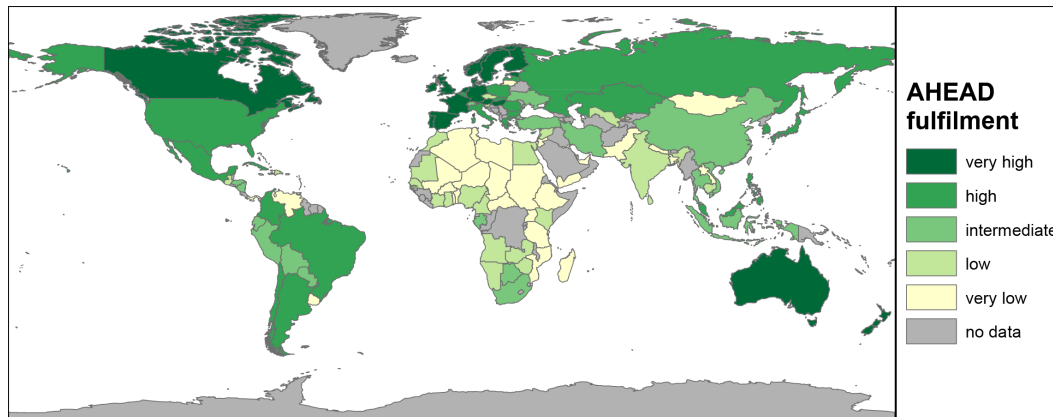 AHEAD
fulfilment
very high
high
intermediate
low
very low
no data